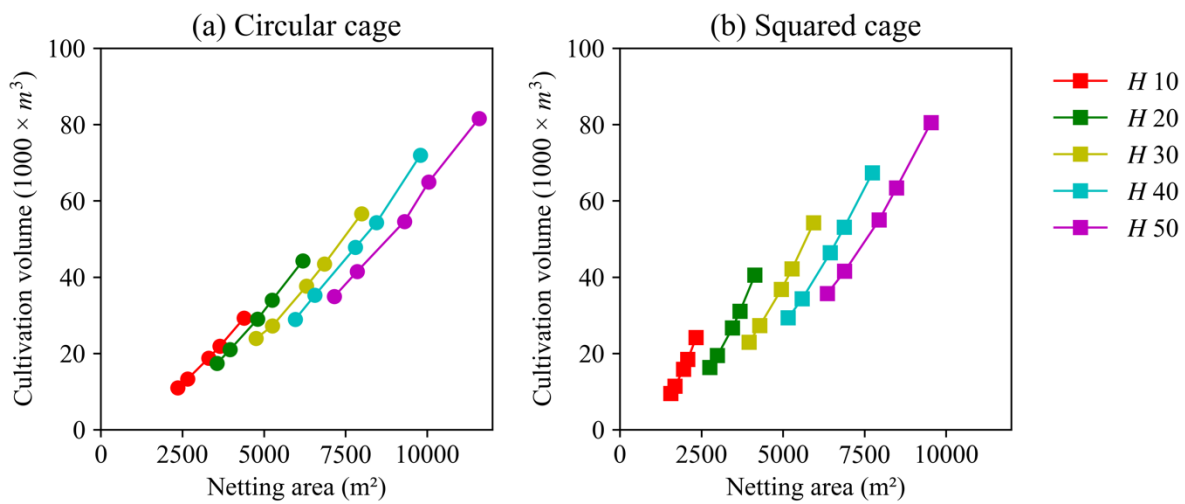 (a) Circular cage
(b) Squared cage
Cultivation volume (1000 × m³)
100
80
60
40
20
0
0 2500 5000 7500 10000
Netting area (m²)
Cultivation volume (1000 × m³)
100
80
60
40
20
0
0 2500 5000 7500 10000
Netting area (m²)
H 10
H 20
H 30
H 40
H 50